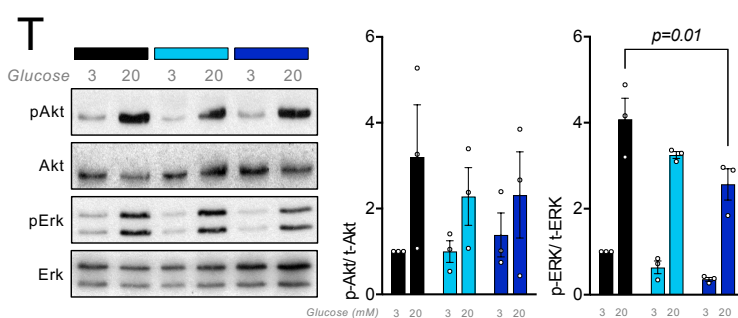 T
Glucose 3 20 3 20 3 20
pAkt
Akt
pErk
Erk
p-Akt/ t-Akt
6
4
2
0
3 20 3 20 3 20
Glucose (mM)
p-ERK/ t-ERK
6
4
2
0
p=0.01
3 20 3 20 3 20